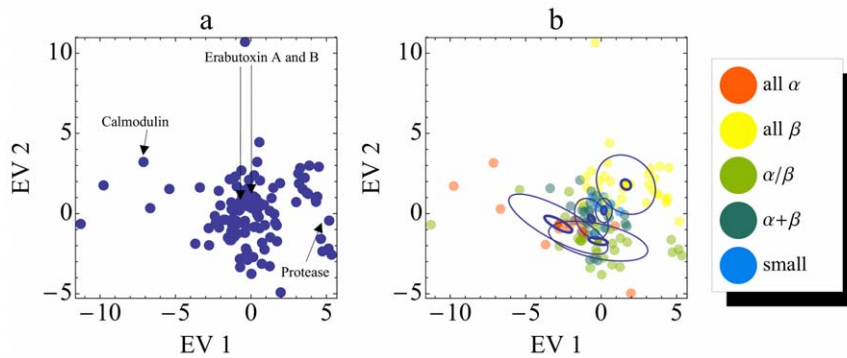 a
b
10
5
0
−5
EV 2
−10
−5
0
5
EV 1
Erabutoxin A and B
Calmodulin
Protease
10
5
0
−5
EV 2
−10
−5
0
5
EV 1
all α
all β
α/β
α+β
small